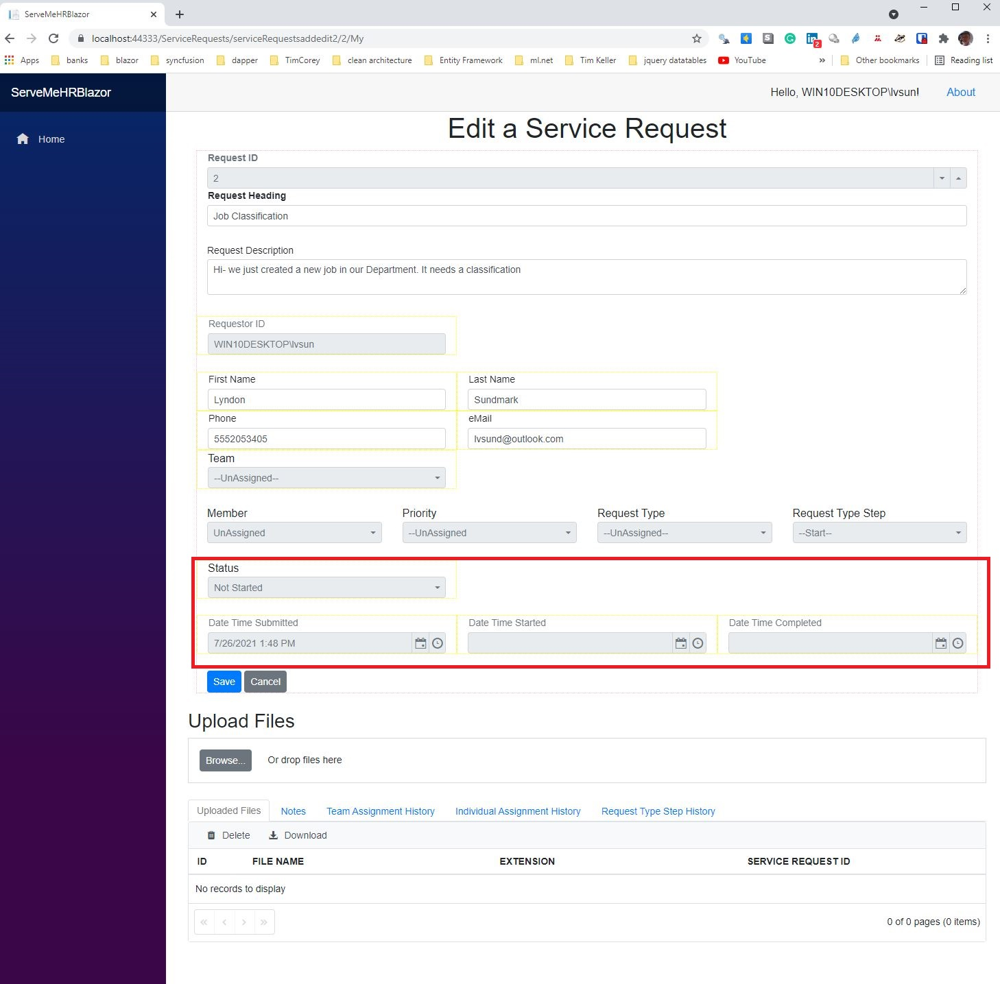 ServeMeHRBlazor
localhost:44333/ServiceRequests/serviceRequestsaddedit2/2/My
2
Apps banks blazor syncfusion dapper TimCorey clean architecture Entity Framework ml.net Tim Keller jquery datatables YouTube » Other bookmarks Reading list
ServeMeHRBlazor
Hello, WIN10DESKTOP\lvsun! About
Home
Edit a Service Request
Request ID
2
Request Heading
Job Classification
Request Description
Hi- we just created a new job in our Department. It needs a classification
Requestor ID
WIN10DESKTOP\lvsun
First Name Last Name
Lyndon Sundmark
Phone eMail
5552053405 lvsund@outlook.com
Team
--UnAssigned--
Member Priority Request Type Request Type Step
UnAssigned --UnAssigned --UnAssigned-- --Start--
Status
Not Started
Date Time Submitted Date Time Started Date Time Completed
7/26/2021 1:48 PM
Save Cancel
Upload Files
Browse... Or drop files here
Uploaded Files Notes Team Assignment History Individual Assignment History Request Type Step History
Delete Download
ID FILE NAME EXTENSION SERVICE REQUEST ID
No records to display
0 of 0 pages (0 items)